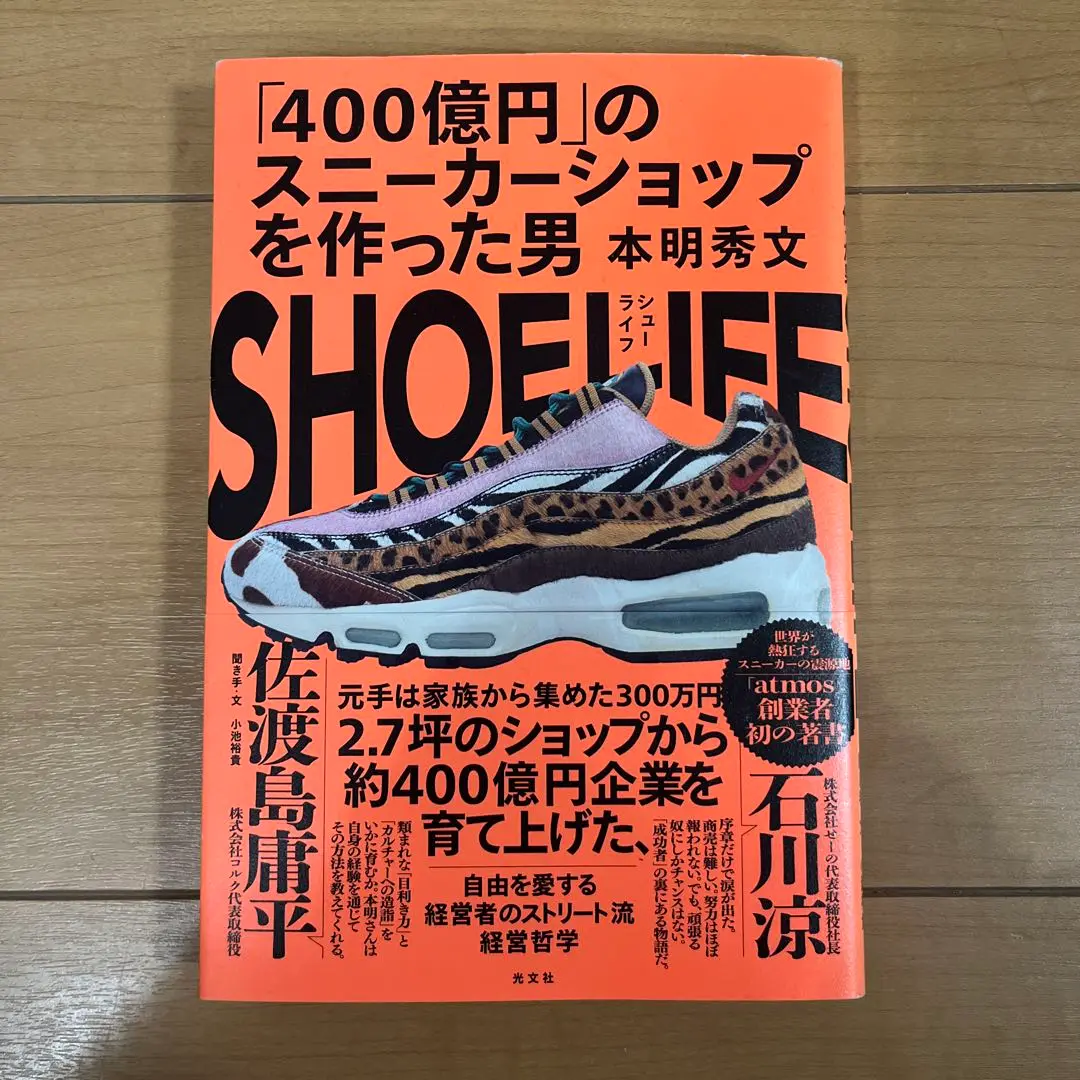 「400億円」の
スニーカーショップ
を作った男 本明秀文
SHOE LIFE
シュー
ライフ
世界が
熱狂する
スニーカーの震源地
「atmos」
創業者
初の著書
元手は家族から集めた300万円
2.7坪のショップから
約400億円企業を
育て上げた、
自由を愛する
経営者のストリート流
経営哲学
石川涼
株式会社せーの代表取締役社長
序章だけで涙が出た。
商売は難しい。努力はほぼ
報われない。でも、頑張る
奴にしかチャンスはない。
「成功者」の裏にある物語だ。
佐渡島庸平
株式会社コルク代表取締役
類まれな「目利き力」と
「カルチャーへの造詣」を
いかに育むか。本明さんは
自身の経験を通じて
その方法を教えてくれる。
聞き手・文 小池裕貴
光文社